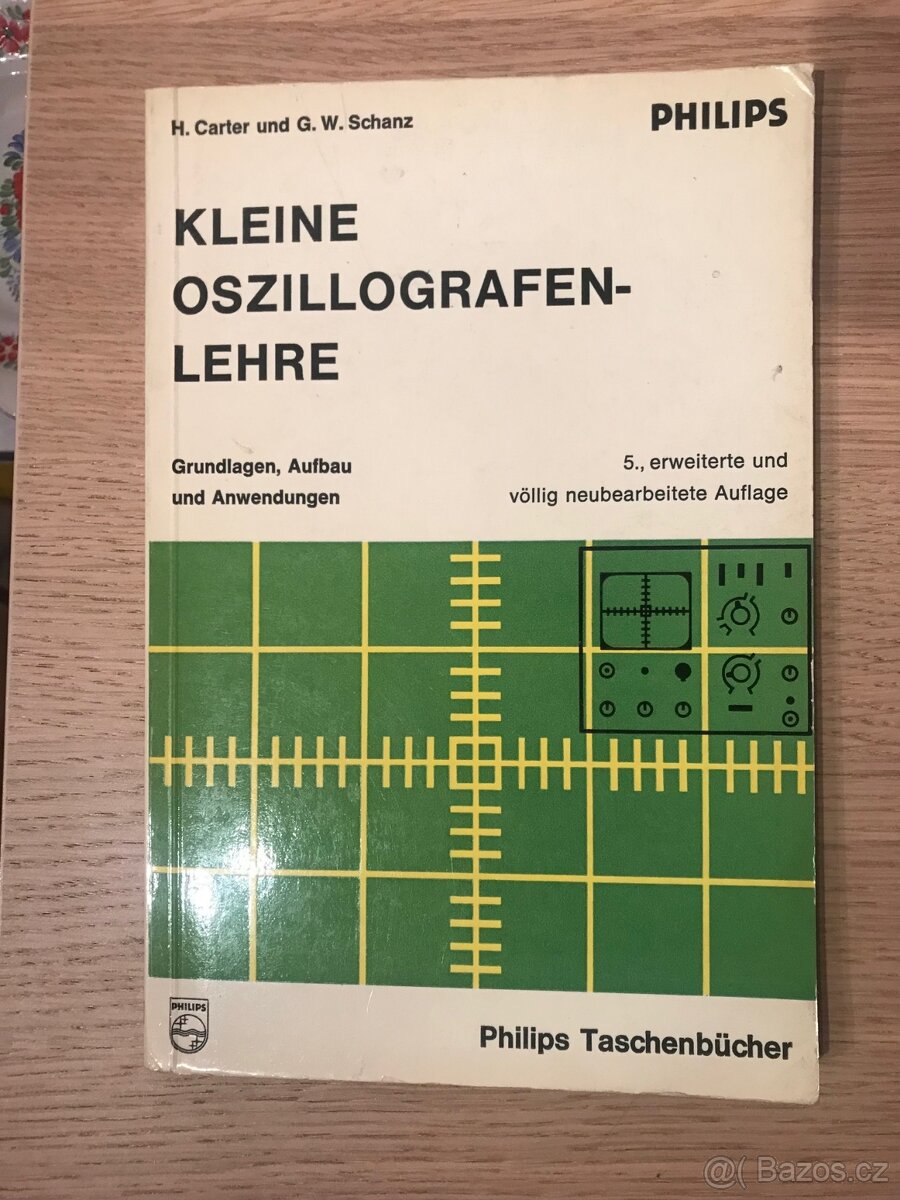 H. Carter und G. W. Schanz
PHILIPS
KLEINE
OSZILLOGRAFEN-
LEHRE
Grundlagen, Aufbau
und Anwendungen
5., erweiterte und
völlig neubearbeitete Auflage
PHILIPS
Philips Taschenbücher
@( Bazoš.cz